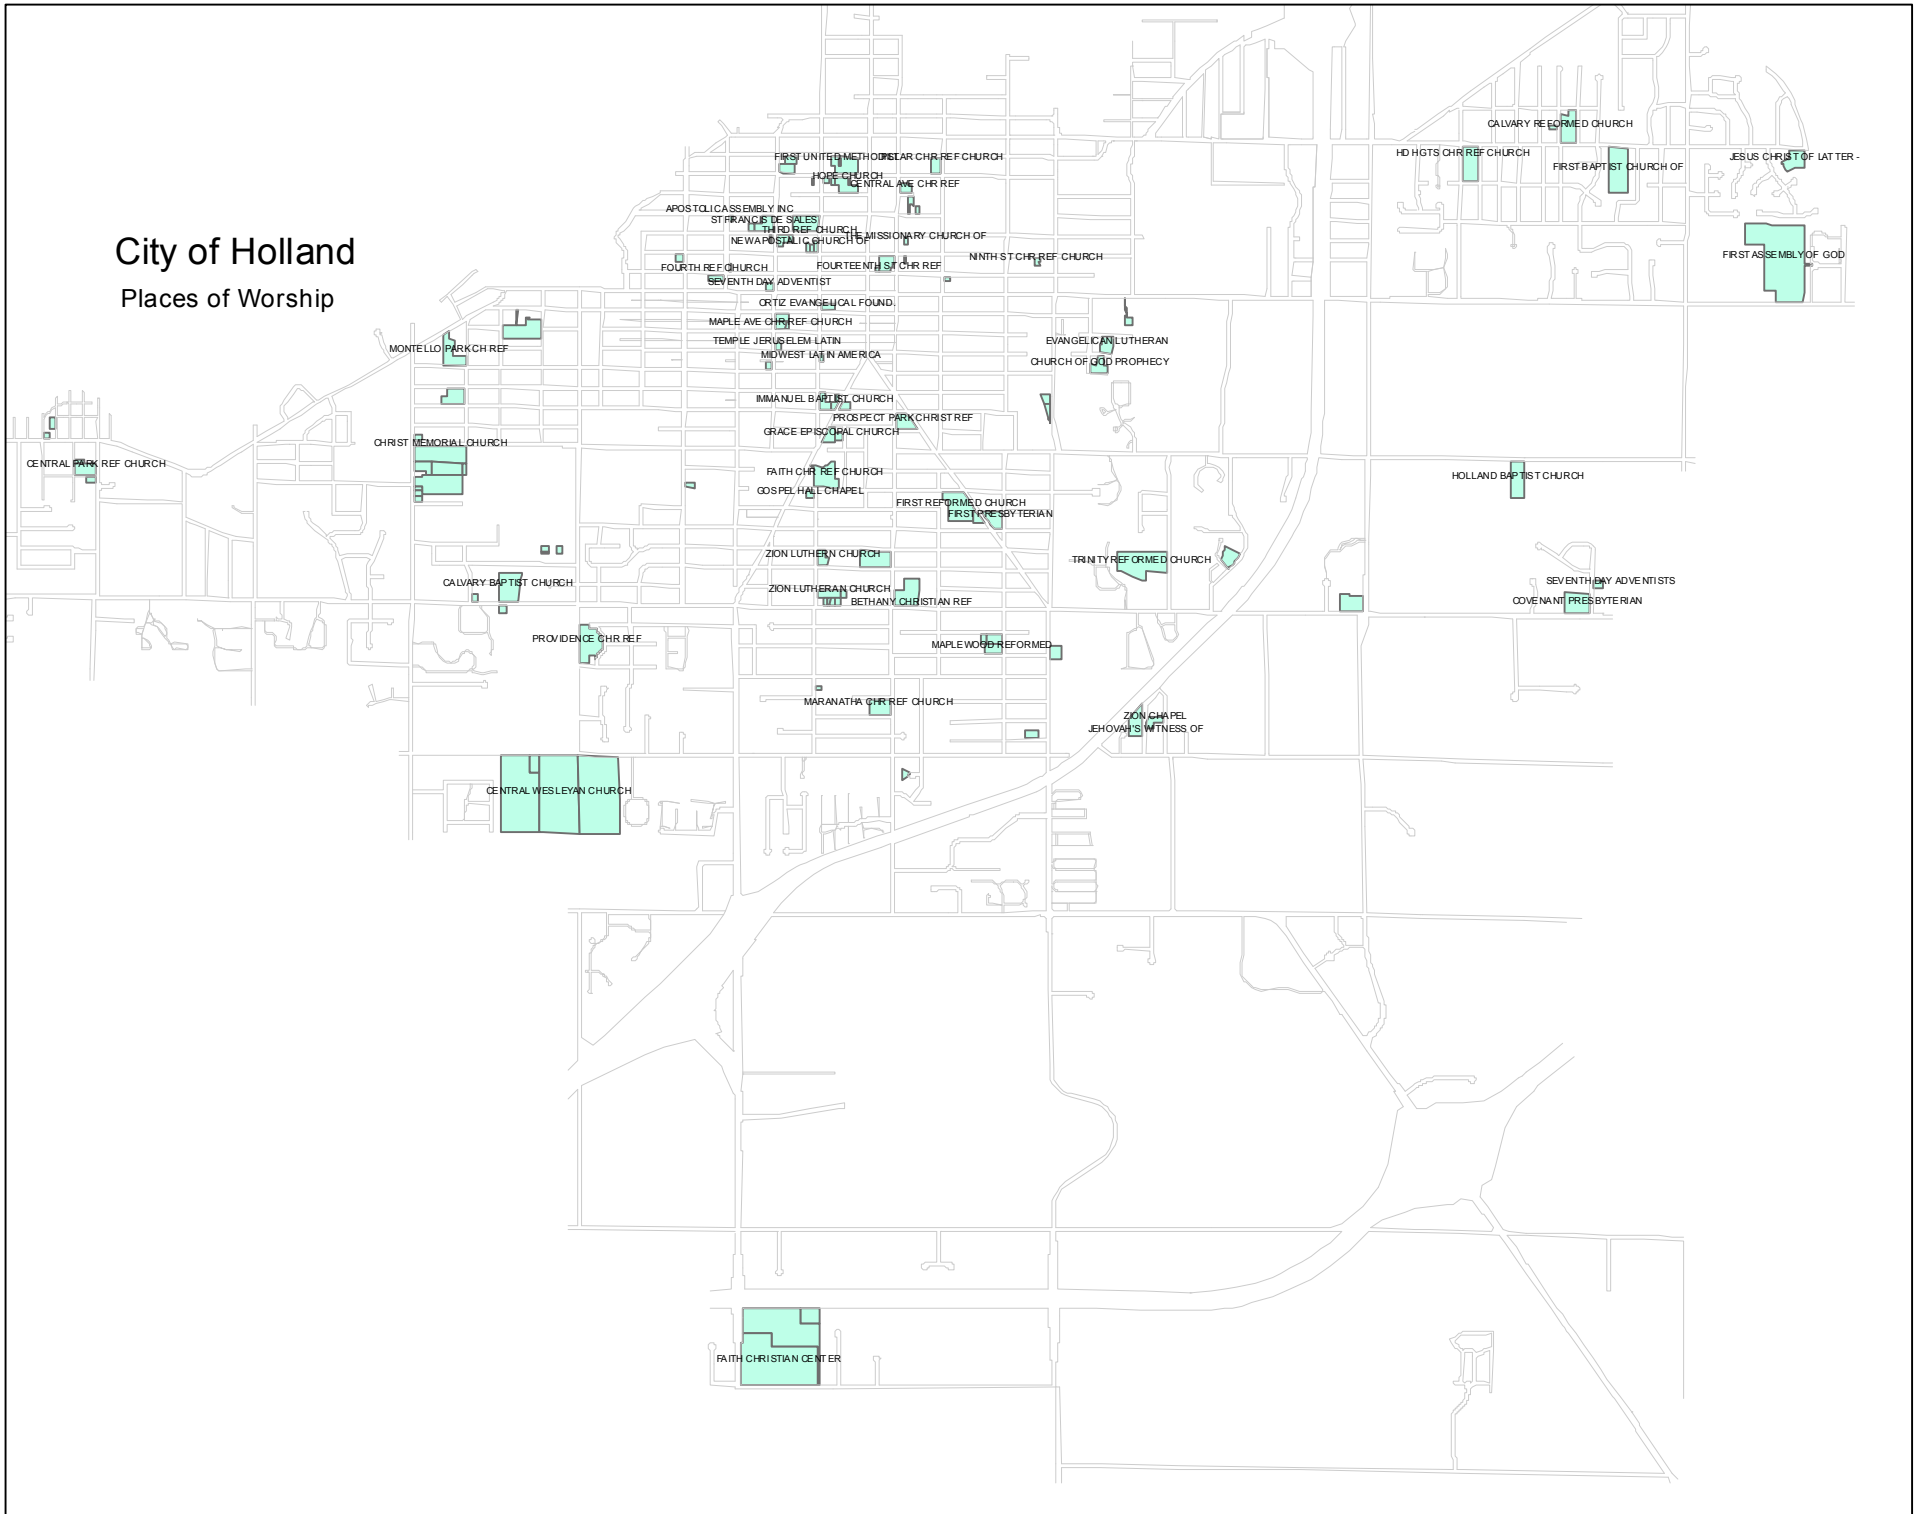 City of Holland
Places of Worship
CALVARY REFORMED CHURCH
HD HGTS CHR REF CHURCH
FIRST BAPTIST CHURCH OF
JESUS CHRIST OF LATTER -
FIRST UNITED METHODIST
PILLAR CHR REF CHURCH
HOPE CHURCH
CENTRAL AVE CHR REF
APOSTOLIC ASSEMBLY INC
ST FRANCIS DE SALES
THIRD REF CHURCH
NEW APOSTALIC CHURCH OF
THE MISSIONARY CHURCH OF
FIRST ASSEMBLY OF GOD
NINTH ST CHR REF CHURCH
FOURTH REF CHURCH
FOURTEENTH ST CHR REF
SEVENTH DAY ADVENTIST
ORTIZ EVANGELICAL FOUND.
MAPLE AVE CHR REF CHURCH
TEMPLE JERUSELEM LATIN
EVANGELICAN LUTHERAN
MONTELLO PARK CH REF
MIDWEST LATIN AMERICA
CHURCH OF GOD PROPHECY
IMMANUEL BAPTIST CHURCH
PROSPECT PARK CHRIST REF
GRACE EPISCOPAL CHURCH
CHRIST MEMORIAL CHURCH
CENTRAL PARK REF CHURCH
FAITH CHR REF CHURCH
HOLLAND BAPTIST CHURCH
GOSPEL HALL CHAPEL
FIRST REFORMED CHURCH
FIRST PRESBYTERIAN
ZION LUTHERN CHURCH
TRINITY REFORMED CHURCH
CALVARY BAPTIST CHURCH
SEVENTH DAY ADVENTISTS
ZION LUTHERAN CHURCH
BETHANY CHRISTIAN REF
COVENANT PRESBYTERIAN
PROVIDENCE CHR REF
MAPLEWOOD REFORMED
MARANATHA CHR REF CHURCH
ZION CHAPEL
JEHOVAH'S WITNESS OF
CENTRAL WESLEYAN CHURCH
FAITH CHRISTIAN CENTER